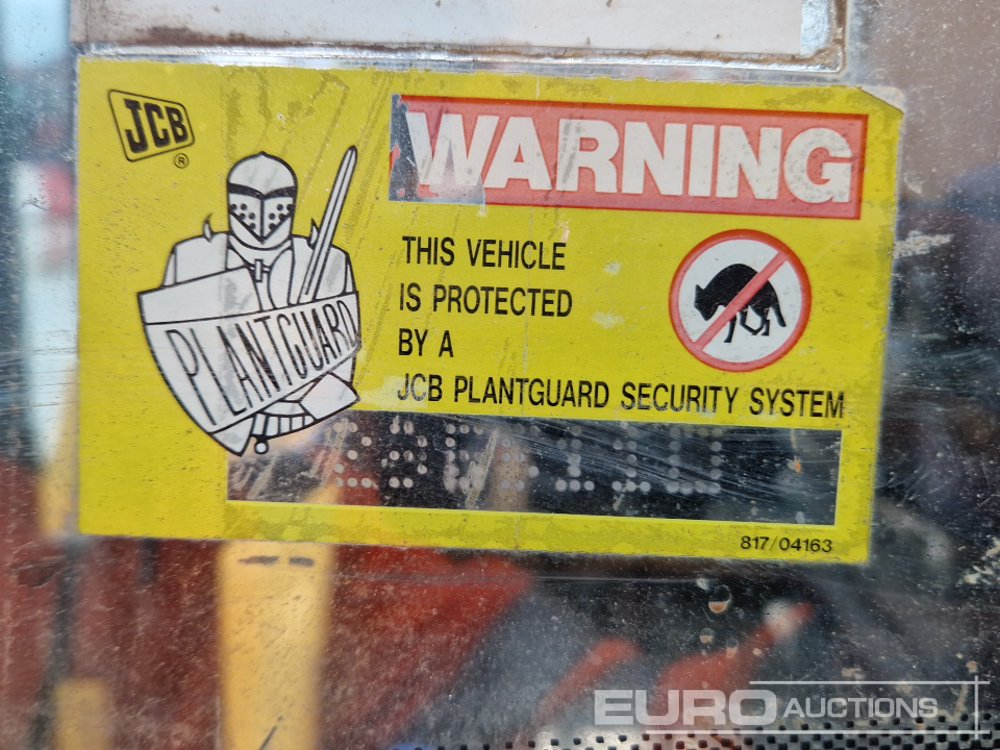 JCB
®
WARNING
THIS VEHICLE
IS PROTECTED
BY A
JCB PLANTGUARD SECURITY SYSTEM
PLANTGUARD
817/04163
EURO AUCTIONS